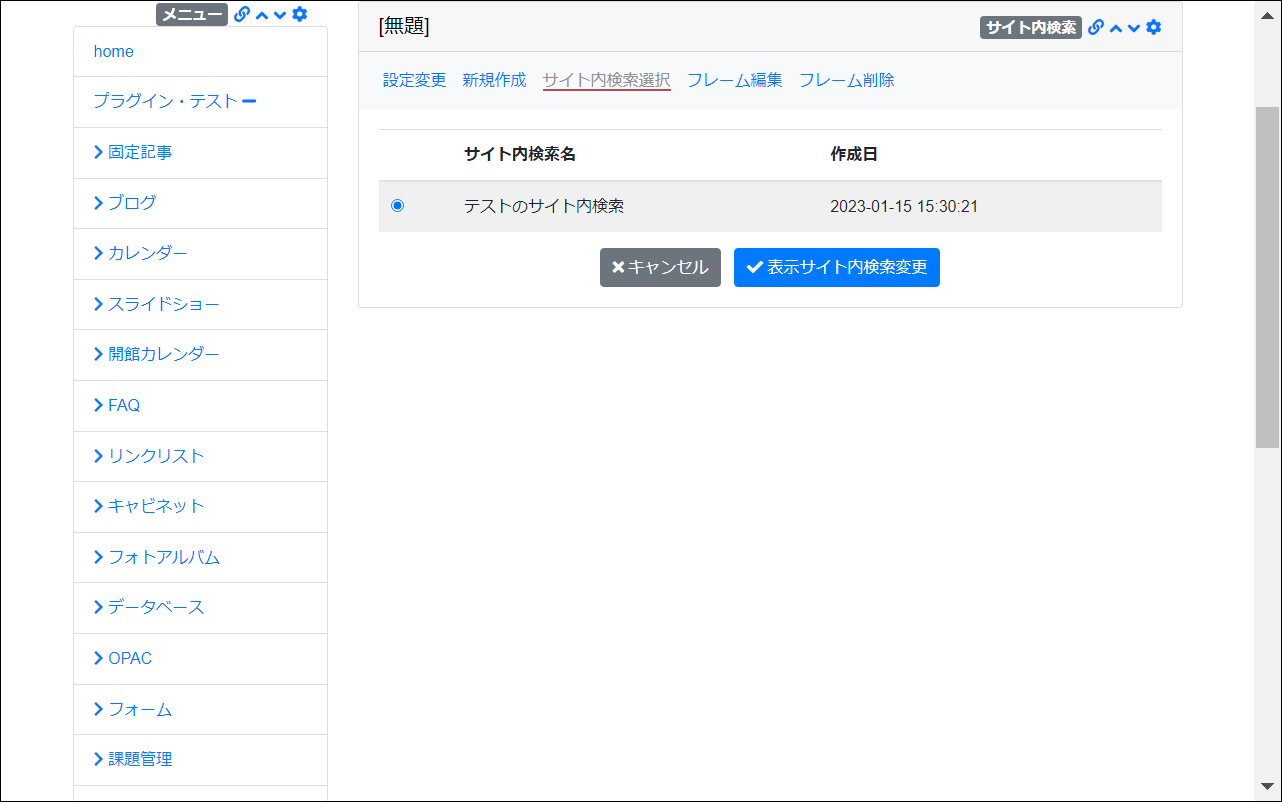 メニュー
home
プラグイン・テスト
固定記事
ブログ
カレンダー
スライドショー
開館カレンダー
FAQ
リンクリスト
キャビネット
フォトアルバム
データベース
OPAC
フォーム
課題管理
[無題]
サイト内検索
設定変更 新規作成 サイト内検索選択 フレーム編集 フレーム削除
サイト内検索名 作成日
テストのサイト内検索 2023-01-15 15:30:21
キャンセル 表示サイト内検索変更